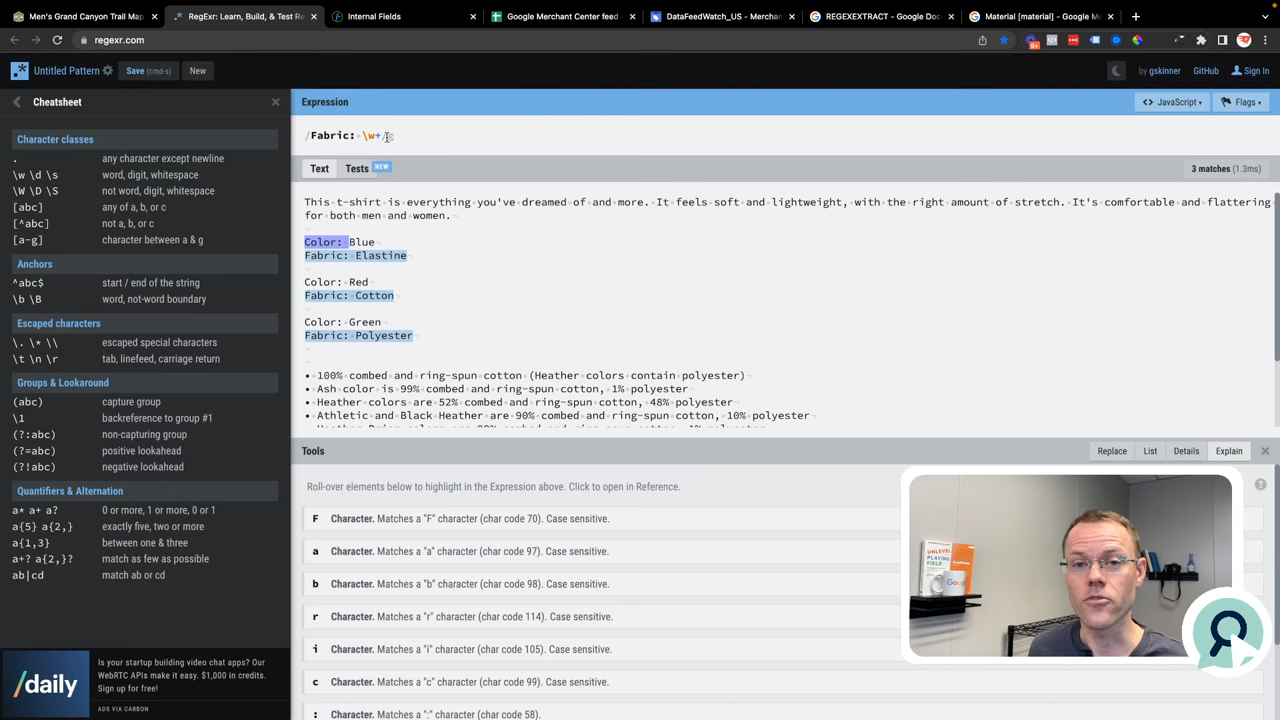 Men's Grand Canyon Trail Map
RegExr: Learn, Build, & Test Re
Internal Fields
Google Merchant Center feed
DataFeedWatch_US - Merchan
REGEXEXTRACT - Google Doc
Material [material] - Google M
regexr.com
Untitled Pattern
Save (cmd-s)
New
by gskinner
GitHub
Sign In
Cheatsheet
Character classes
. any character except newline
\w \d \s word, digit, whitespace
\W \D \S not word, digit, whitespace
[abc] any of a, b, or c
[^abc] not a, b, or c
[a-g] character between a & g
Anchors
^abc$ start / end of the string
\b \B word, not-word boundary
Escaped characters
\. \* \\ escaped special characters
\t \n \r tab, linefeed, carriage return
Groups & Lookaround
(abc) capture group
\1 backreference to group #1
(?:abc) non-capturing group
(?=abc) positive lookahead
(?!abc) negative lookahead
Quantifiers & Alternation
a* a+ a? 0 or more, 1 or more, 0 or 1
a{5} a{2,} exactly five, two or more
a{1,3} between one & three
a+? a{2,}? match as few as possible
ab|cd match ab or cd
/daily
Is your startup building video chat apps? Our
WebRTC APIs make it easy. $1,000 in credits.
Sign up for free!
ADS VIA CARBON
Expression
JavaScript
Flags
/Fabric: \w+/g
Text
Tests NEW
3 matches (1.3ms)
This t-shirt is everything you've dreamed of and more. It feels soft and lightweight, with the right amount of stretch. It's comfortable and flattering
for both men and women.
Color: Blue
Fabric: Elastine
Color: Red
Fabric: Cotton
Color: Green
Fabric: Polyester
• 100% combed and ring-spun cotton (Heather colors contain polyester)
• Ash color is 99% combed and ring-spun cotton, 1% polyester
• Heather colors are 52% combed and ring-spun cotton, 48% polyester
• Athletic and Black Heather are 90% combed and ring-spun cotton, 10% polyester
Tools
Replace
List
Details
Explain
Roll-over elements below to highlight in the Expression above. Click to open in Reference.
F Character. Matches a "F" character (char code 70). Case sensitive.
a Character. Matches a "a" character (char code 97). Case sensitive.
b Character. Matches a "b" character (char code 98). Case sensitive.
r Character. Matches a "r" character (char code 114). Case sensitive.
i Character. Matches a "i" character (char code 105). Case sensitive.
c Character. Matches a "c" character (char code 99). Case sensitive.
: Character. Matches a ":" character (char code 58).
UNLEVEL
PLAYING
FIELD